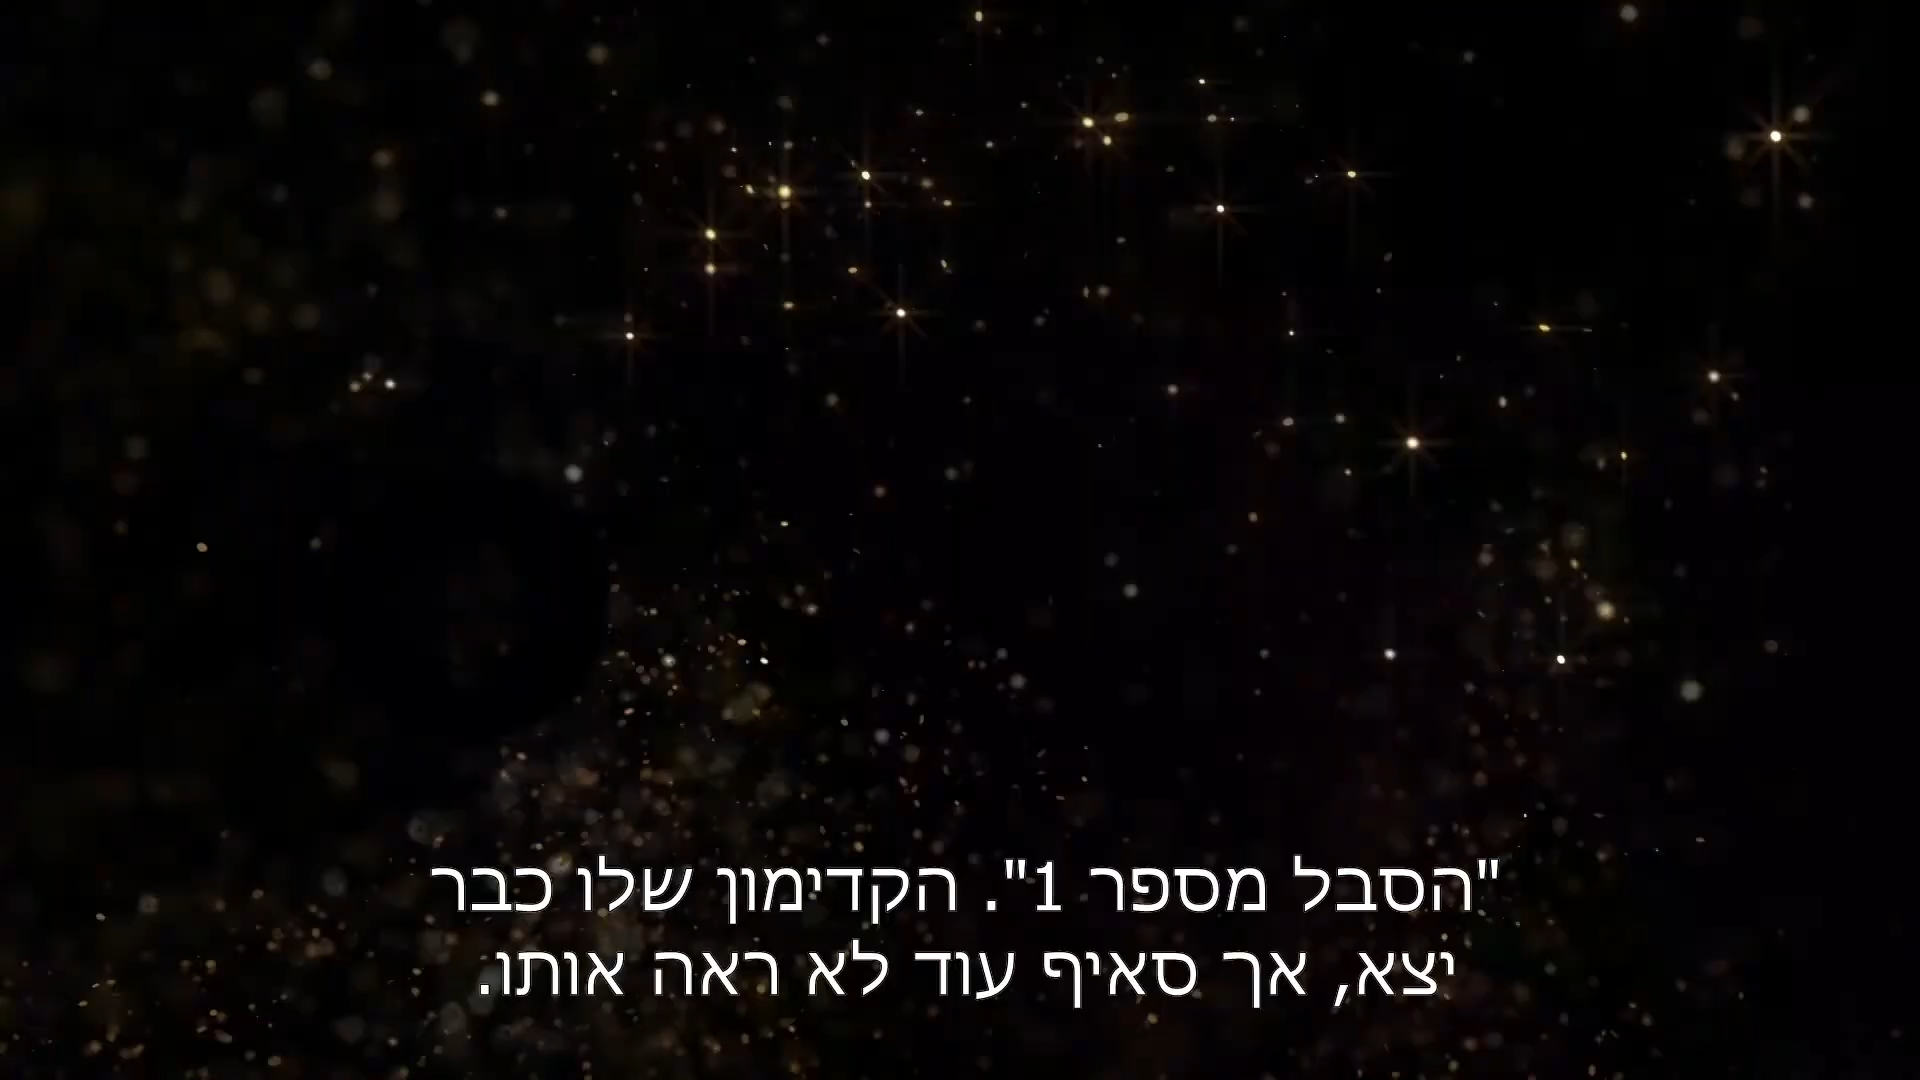 "הסבל מספר 1". הקדימון שלו כבר
יצא, אך סאיף עוד לא ראה אותו.